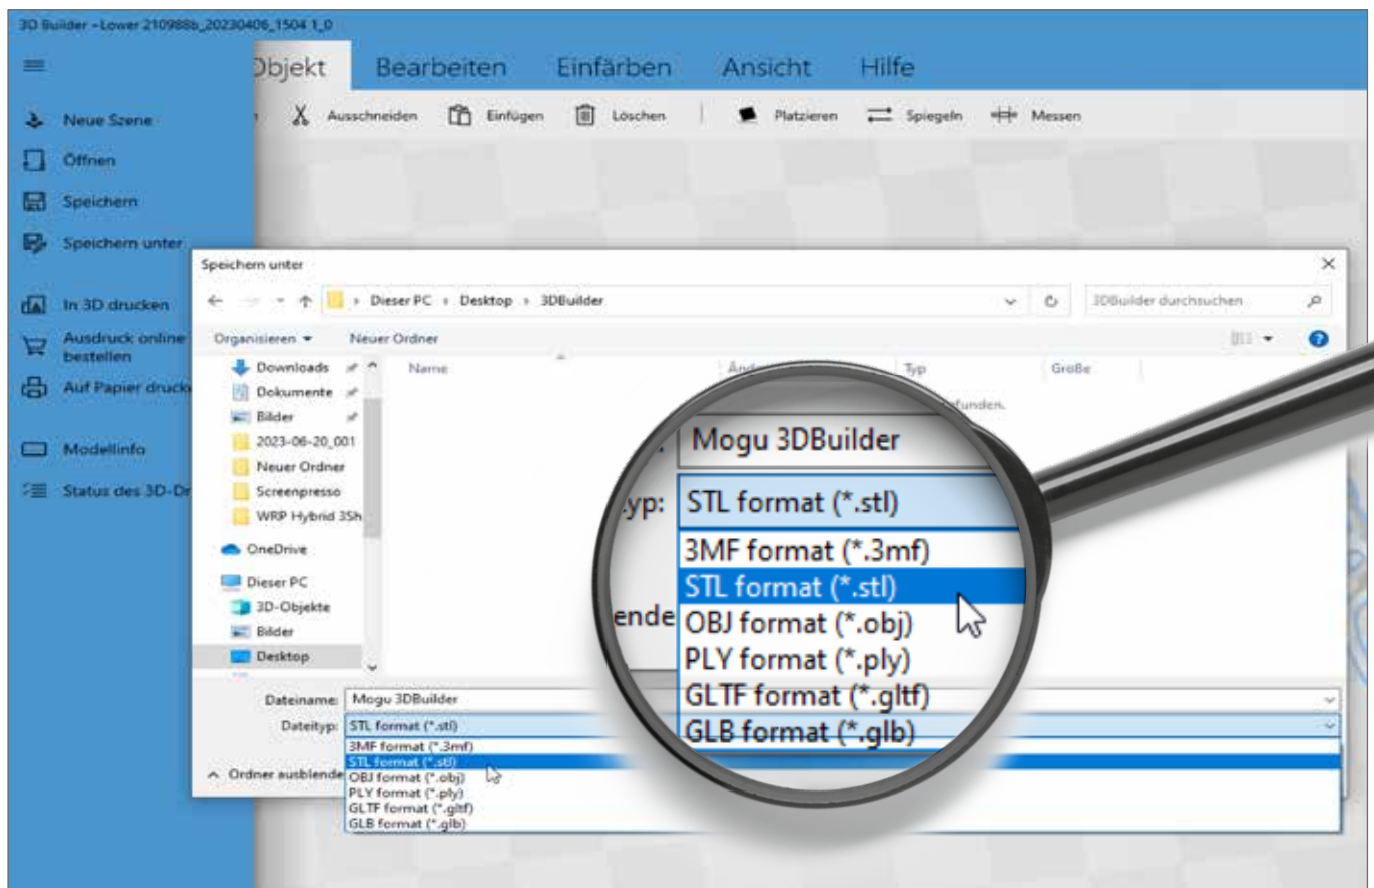 3D Builder – Lower 210988b_20230406_1504 1_0
Objekt Bearbeiten Einfärben Ansicht Hilfe
Ausschneiden Einfügen Löschen Platzieren Spiegeln Messen
Neue Szene
Öffnen
Speichern
Speichern unter
In 3D drucken
Ausdruck online
bestellen
Auf Papier drucke
Modellinfo
Status des 3D-Dr
Speichern unter
Dieser PC Desktop 3DBuilder
3DBuilder durchsuchen
Organisieren Neuer Ordner
Name Änd Typ Größe
funden.
Downloads
Dokumente
Bilder
2023-06-20_001
Neuer Ordner
Screenpresso
WRP Hybrid 3Sh
OneDrive
Dieser PC
3D-Objekte
Bilder
Desktop
Dateiname: Mogu 3DBuilder
Dateityp: STL format (*.stl)
3MF format (*.3mf)
STL format (*.stl)
OBJ format (*.obj)
PLY format (*.ply)
GLTF format (*.gltf)
GLB format (*.glb)
Ordner ausblende
Mogu 3DBuilder
typ: STL format (*.stl)
3MF format (*.3mf)
STL format (*.stl)
ende
OBJ format (*.obj)
PLY format (*.ply)
GLTF format (*.gltf)
GLB format (*.glb)